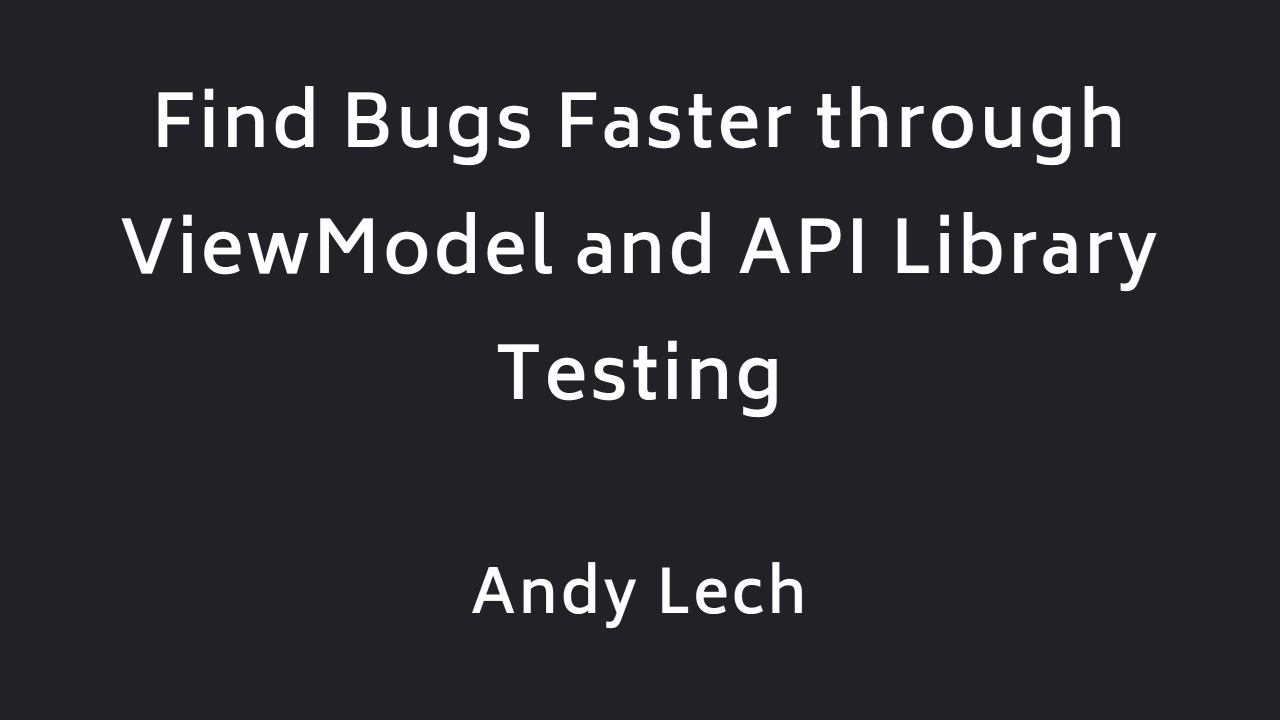 Find Bugs Faster through
ViewModel and API Library
Testing
Andy Lech